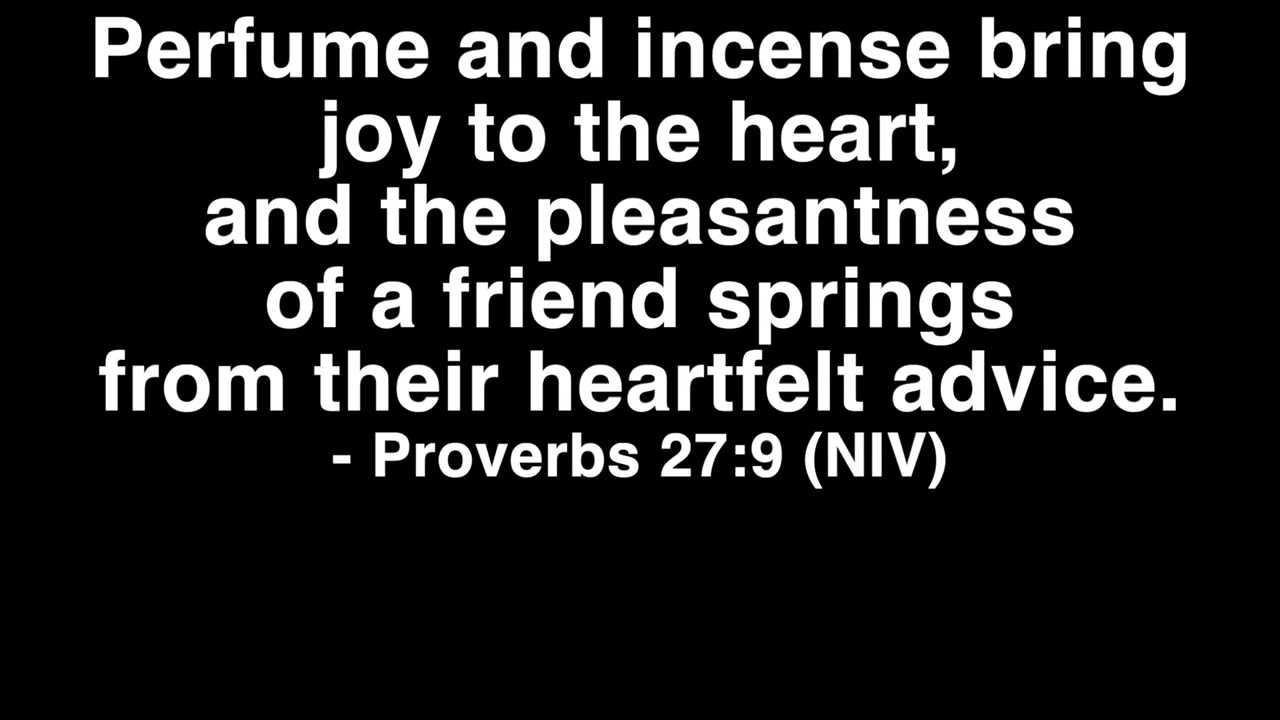 Perfume and incense bring
joy to the heart,
and the pleasantness
of a friend springs
from their heartfelt advice.
- Proverbs 27:9 (NIV)